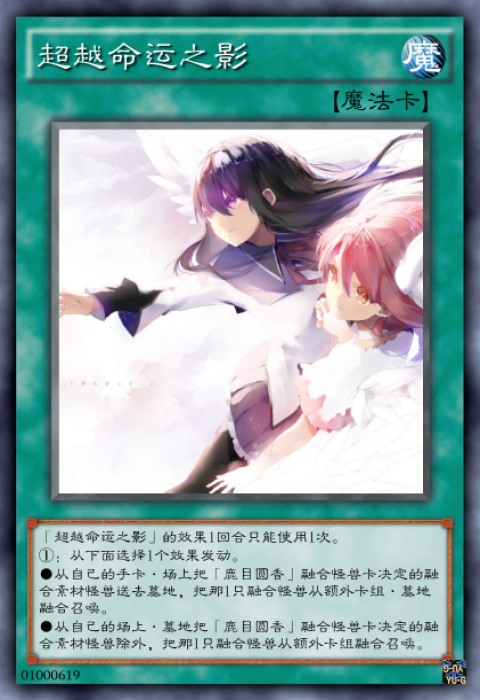 超越命运之影
魔
【魔法卡】
「超越命运之影」的效果1回合只能使用1次。
①：从下面选择1个效果发动。
●从自己的手卡·场上把「鹿目圆香」融合怪兽卡决定的融
合素材怪兽送去墓地，把那1只融合怪兽从额外卡组·墓地
融合召唤。
●从自己的场上·墓地把「鹿目圆香」融合怪兽卡决定的融
合素材怪兽除外，把那1只融合怪兽从额外卡组融合召唤。
01000619